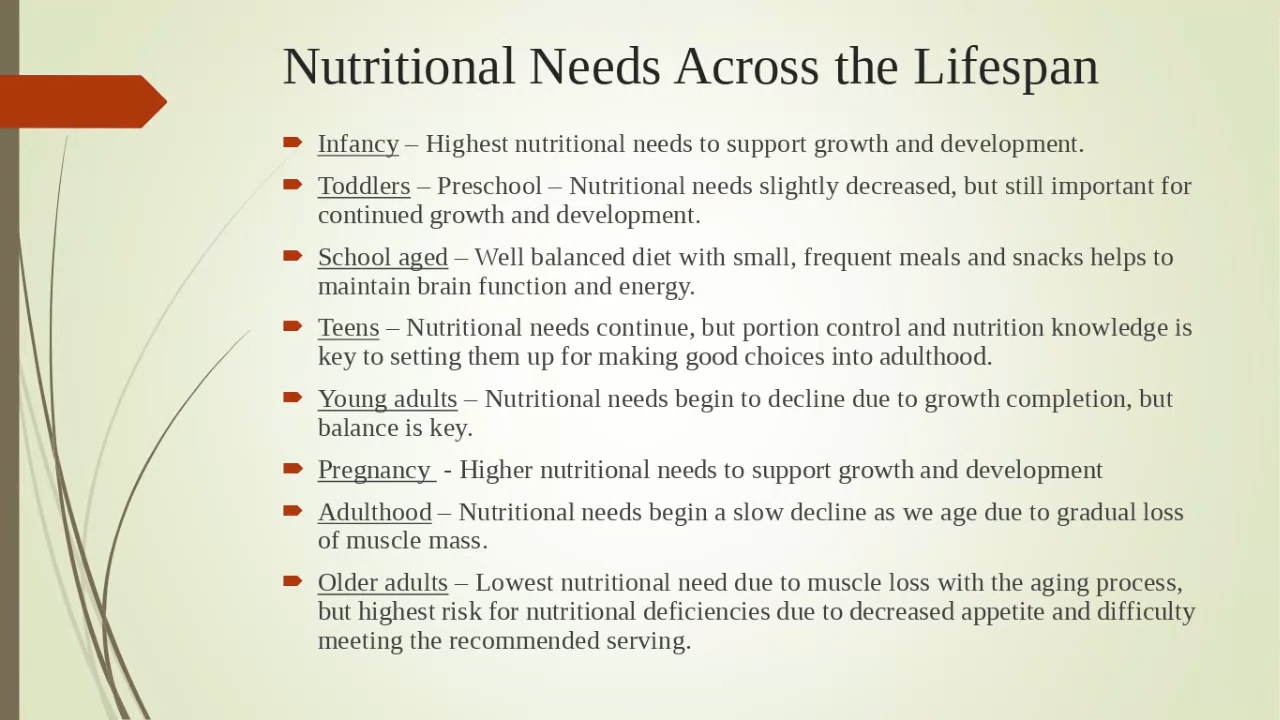 Nutritional Needs Across the Lifespan
Infancy – Highest nutritional needs to support growth and development.
Toddlers – Preschool – Nutritional needs slightly decreased, but still important for
continued growth and development.
School aged – Well balanced diet with small, frequent meals and snacks helps to
maintain brain function and energy.
Teens – Nutritional needs continue, but portion control and nutrition knowledge is
key to setting them up for making good choices into adulthood.
Young adults – Nutritional needs begin to decline due to growth completion, but
balance is key.
Pregnancy - Higher nutritional needs to support growth and development
Adulthood – Nutritional needs begin a slow decline as we age due to gradual loss
of muscle mass.
Older adults – Lowest nutritional need due to muscle loss with the aging process,
but highest risk for nutritional deficiencies due to decreased appetite and difficulty
meeting the recommended serving.